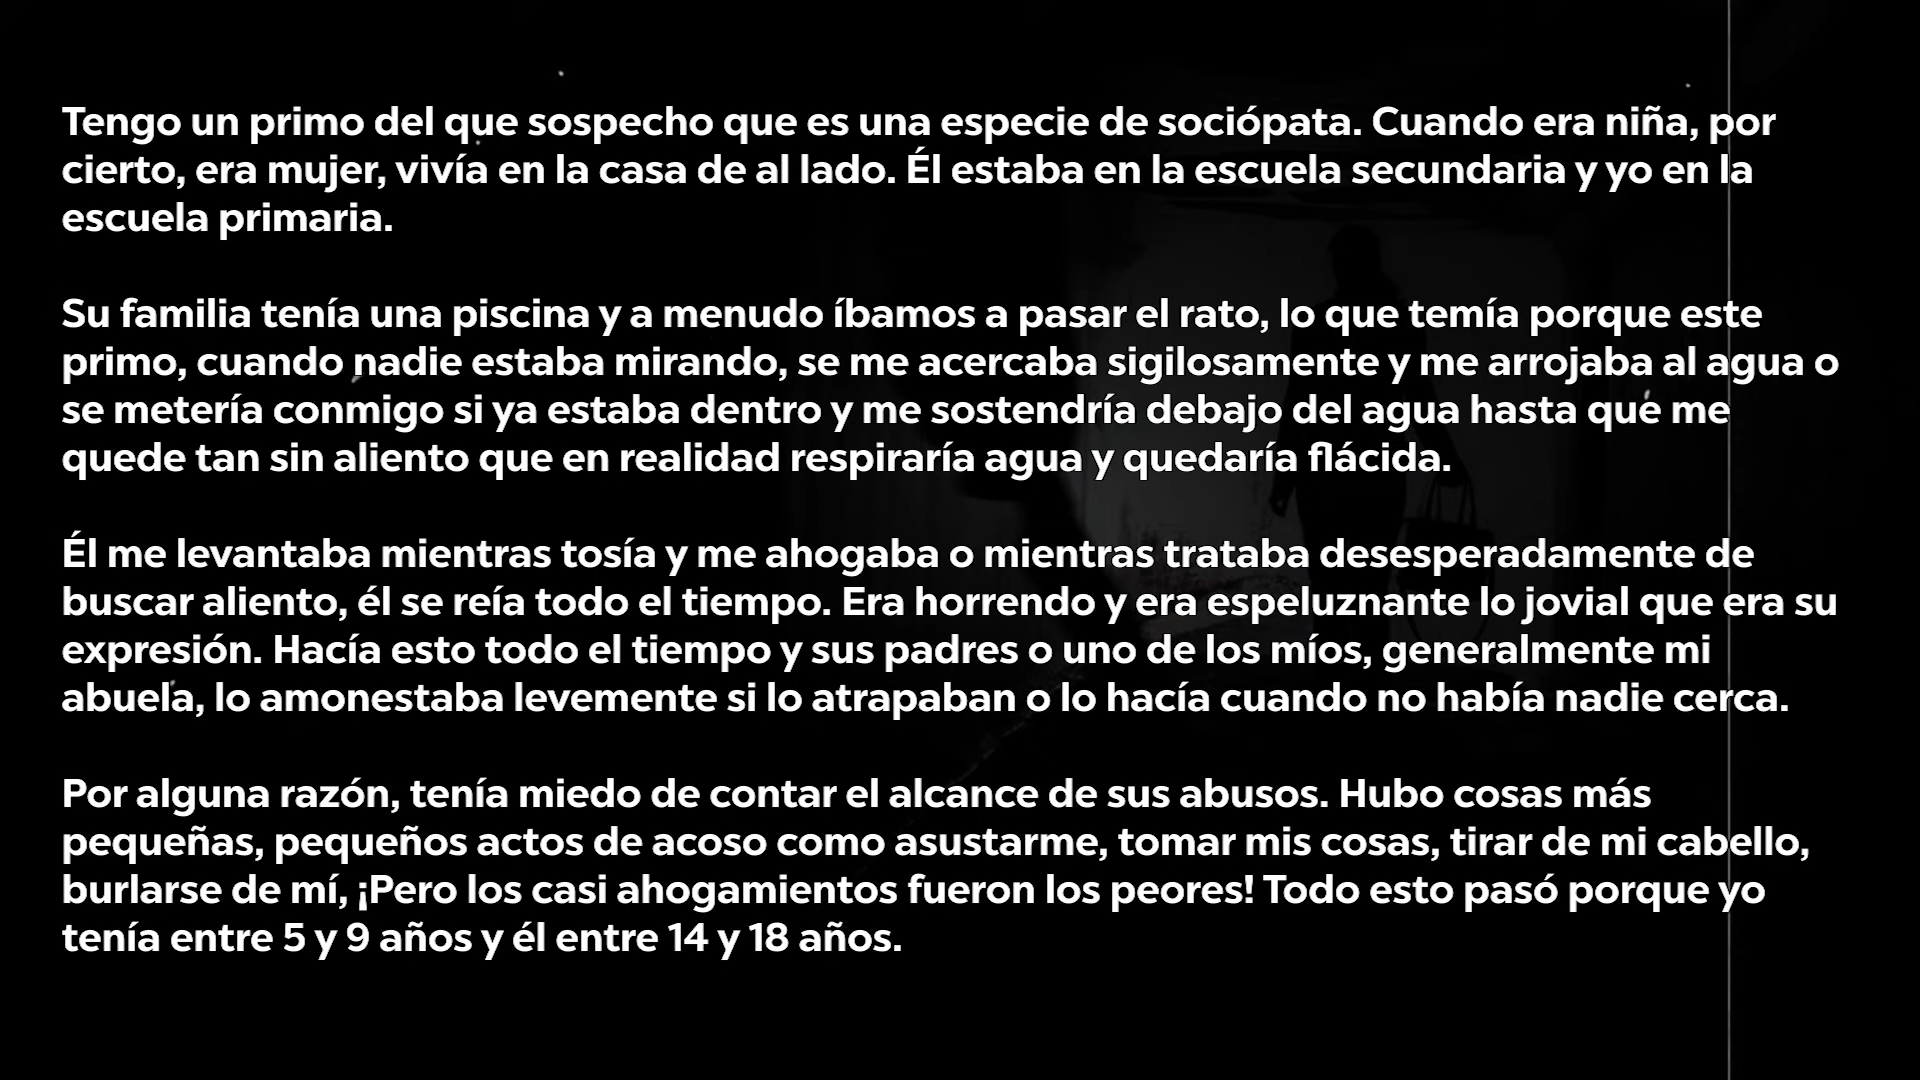 Tengo un primo del que sospecho que es una especie de sociópata. Cuando era niña, por
cierto, era mujer, vivía en la casa de al lado. Él estaba en la escuela secundaria y yo en la
escuela primaria.
Su familia tenía una piscina y a menudo íbamos a pasar el rato, lo que temía porque este
primo, cuando nadie estaba mirando, se me acercaba sigilosamente y me arrojaba al agua o
se metería conmigo si ya estaba dentro y me sostendría debajo del agua hasta que me
quede tan sin aliento que en realidad respiraría agua y quedaría flácida.
Él me levantaba mientras tosía y me ahogaba o mientras trataba desesperadamente de
buscar aliento, él se reía todo el tiempo. Era horrendo y era espeluznante lo jovial que era su
expresión. Hacía esto todo el tiempo y sus padres o uno de los míos, generalmente mi
abuela, lo amonestaba levemente si lo atrapaban o lo hacía cuando no había nadie cerca.
Por alguna razón, tenía miedo de contar el alcance de sus abusos. Hubo cosas más
pequeñas, pequeños actos de acoso como asustarme, tomar mis cosas, tirar de mi cabello,
burlarse de mí, ¡Pero los casi ahogamientos fueron los peores! Todo esto pasó porque yo
tenía entre 5 y 9 años y él entre 14 y 18 años.